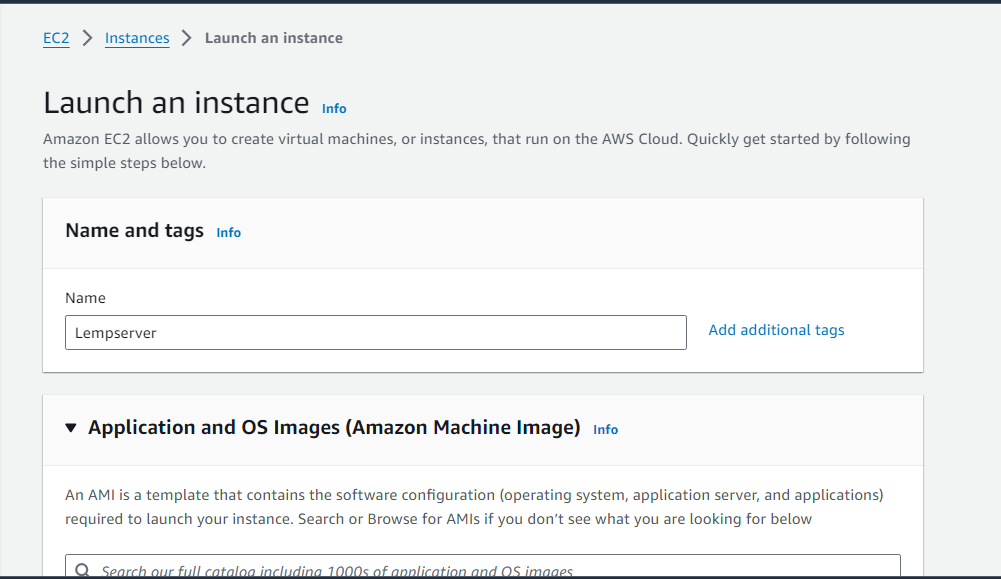 EC2 > Instances > Launch an instance
Launch an instance Info
Amazon EC2 allows you to create virtual machines, or instances, that run on the AWS Cloud. Quickly get started by following
the simple steps below.
Name and tags Info
Name
Lempserver
Add additional tags
Application and OS Images (Amazon Machine Image) Info
An AMI is a template that contains the software configuration (operating system, application server, and applications)
required to launch your instance. Search or Browse for AMIs if you don’t see what you are looking for below
Search our full catalog including 1000s of application and OS images